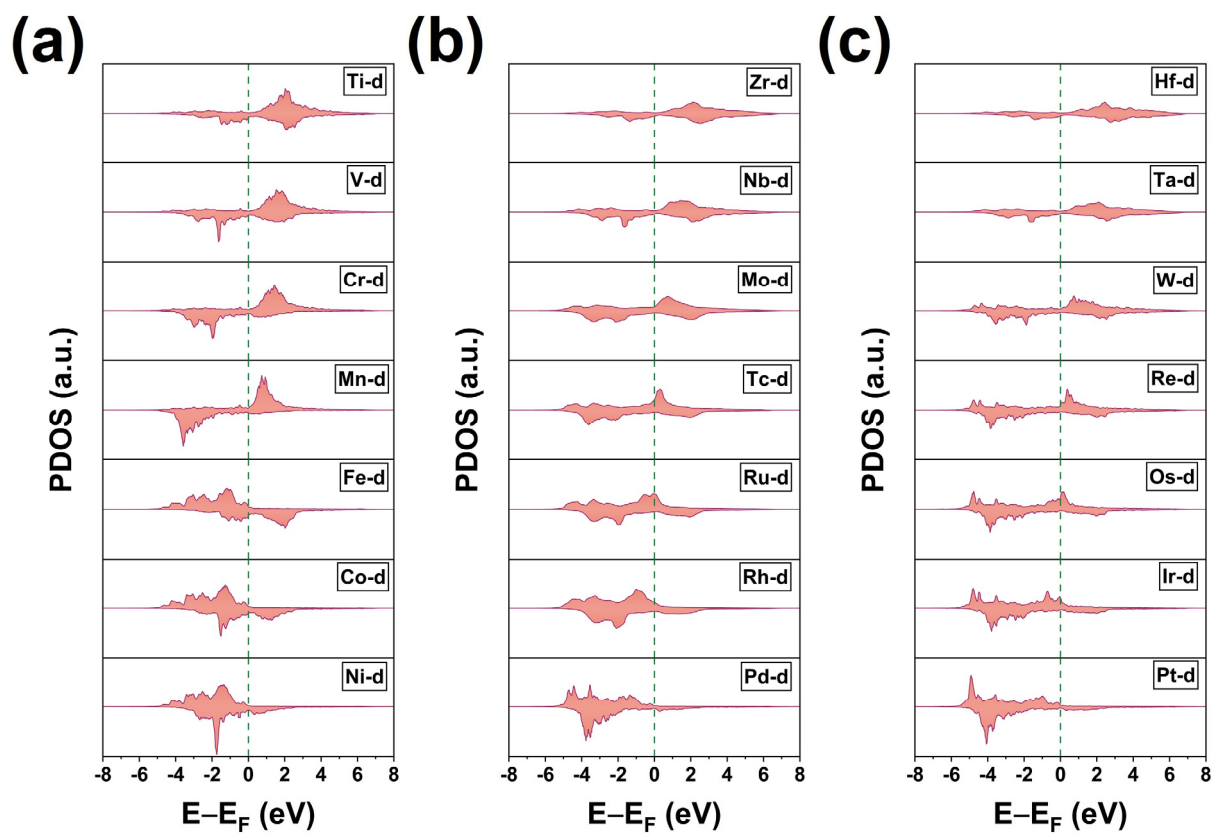 (a)
(b)
(c)
PDOS (a.u.)
Ti-d
V-d
Cr-d
Mn-d
Fe-d
Co-d
Ni-d
-8 -6 -4 -2 0 2 4 6 8
E–EF (eV)
PDOS (a.u.)
Zr-d
Nb-d
Mo-d
Tc-d
Ru-d
Rh-d
Pd-d
-8 -6 -4 -2 0 2 4 6 8
E–EF (eV)
PDOS (a.u.)
Hf-d
Ta-d
W-d
Re-d
Os-d
Ir-d
Pt-d
-8 -6 -4 -2 0 2 4 6 8
E–EF (eV)